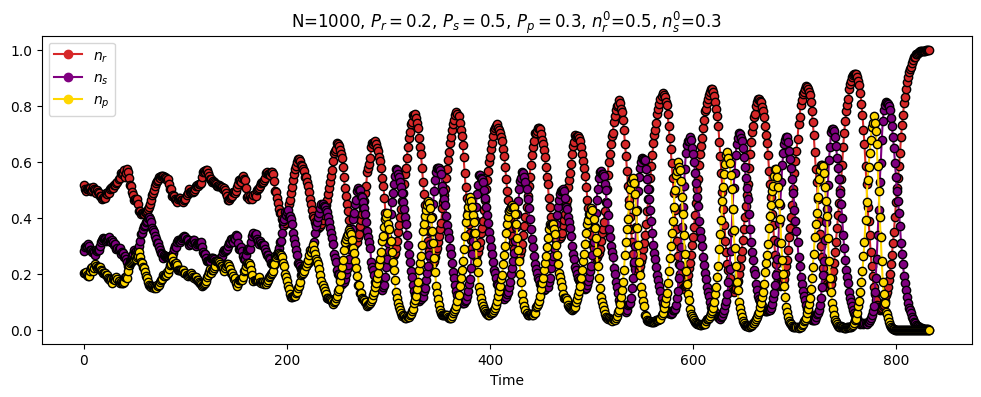 N=1000, $P_r = 0.2$, $P_s = 0.5$, $P_p = 0.3$, $n_r^0$=0.5, $n_s^0$=0.3
1.0
0.8
0.6
0.4
0.2
0.0
$n_r$
$n_s$
$n_p$
0 200 400 600 800
Time